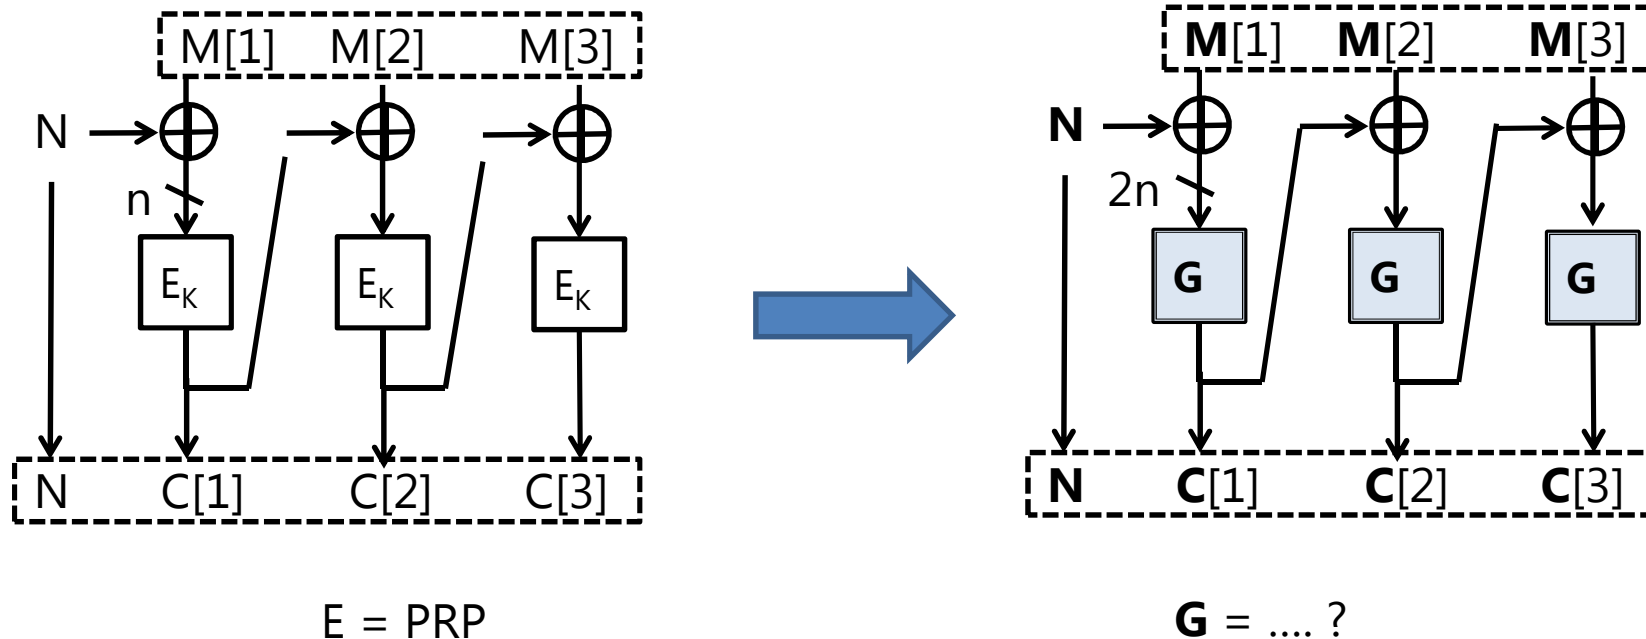 M[1] M[2] M[3]
N
n
E_K E_K E_K
N C[1] C[2] C[3]
E = PRP
M[1] M[2] M[3]
N
2n
G G G
N C[1] C[2] C[3]
G = .... ?